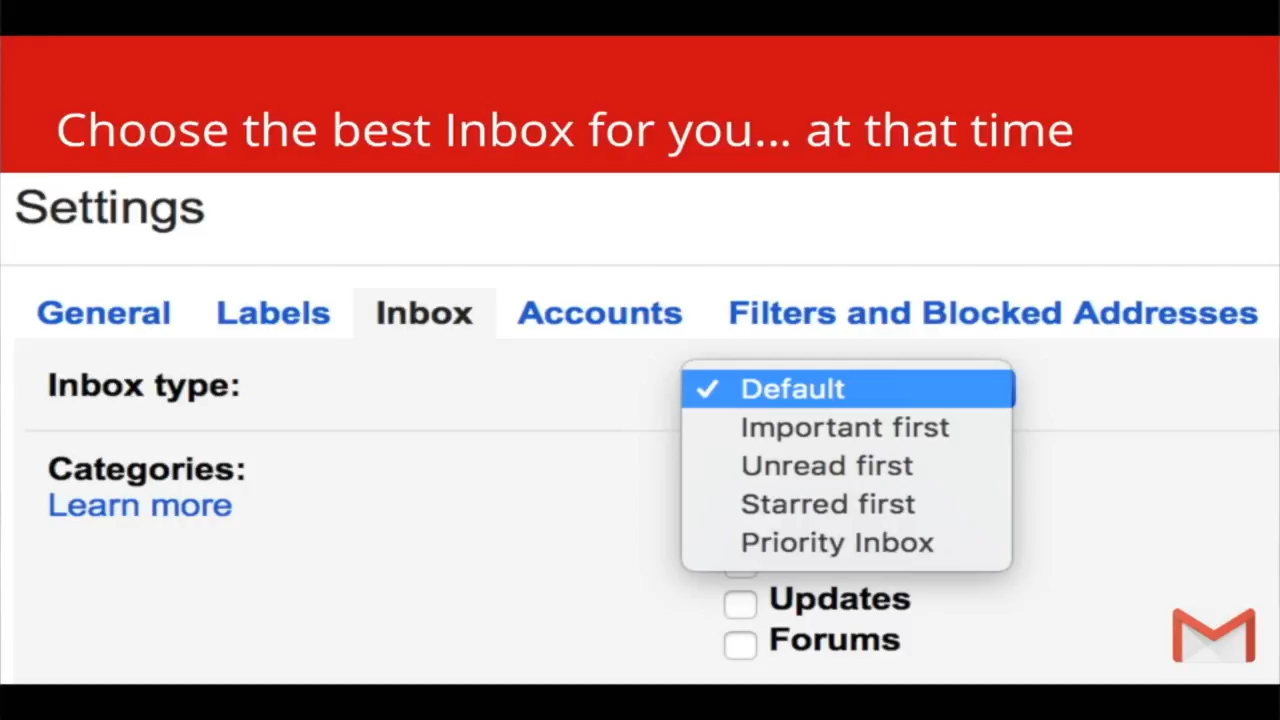 Choose the best Inbox for you... at that time
Settings
General Labels Inbox Accounts Filters and Blocked Addresses
Inbox type:
✓ Default
Important first
Unread first
Starred first
Priority Inbox
Categories:
Learn more
Updates
Forums